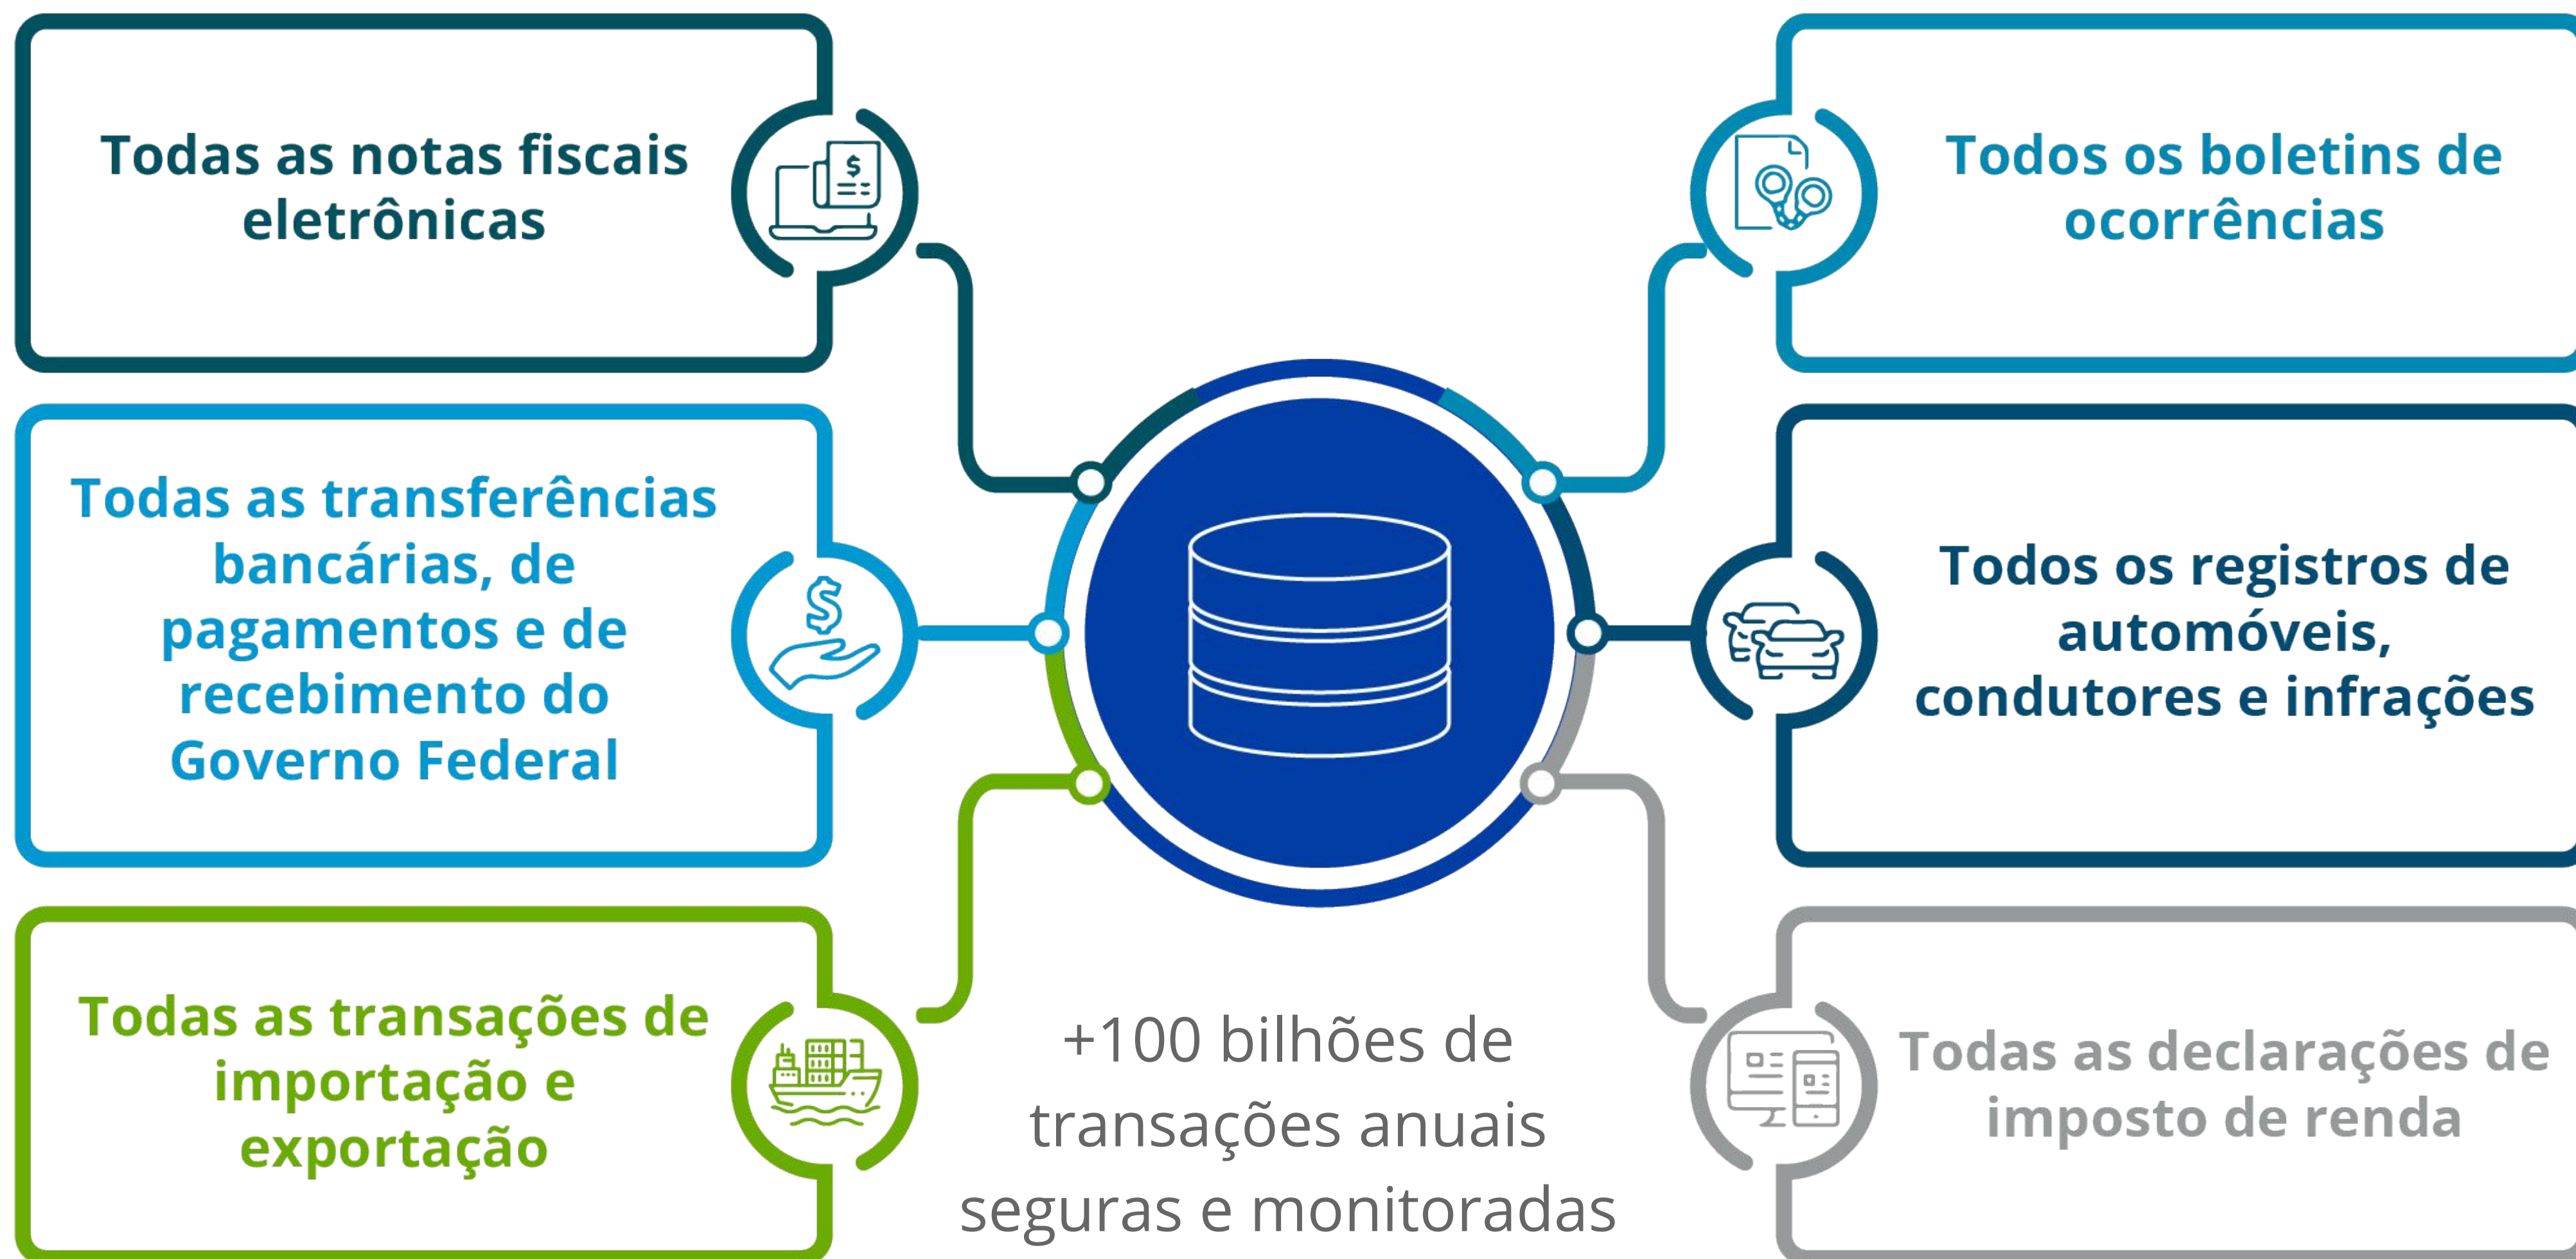 Todas as notas fiscais
eletrônicas
Todas as transferências
bancárias, de
pagamentos e de
recebimento do
Governo Federal
Todas as transações de
importação e
exportação
+100 bilhões de
transações anuais
seguras e monitoradas
Todos os boletins de
ocorrências
Todos os registros de
automóveis,
condutores e infrações
Todas as declarações de
imposto de renda